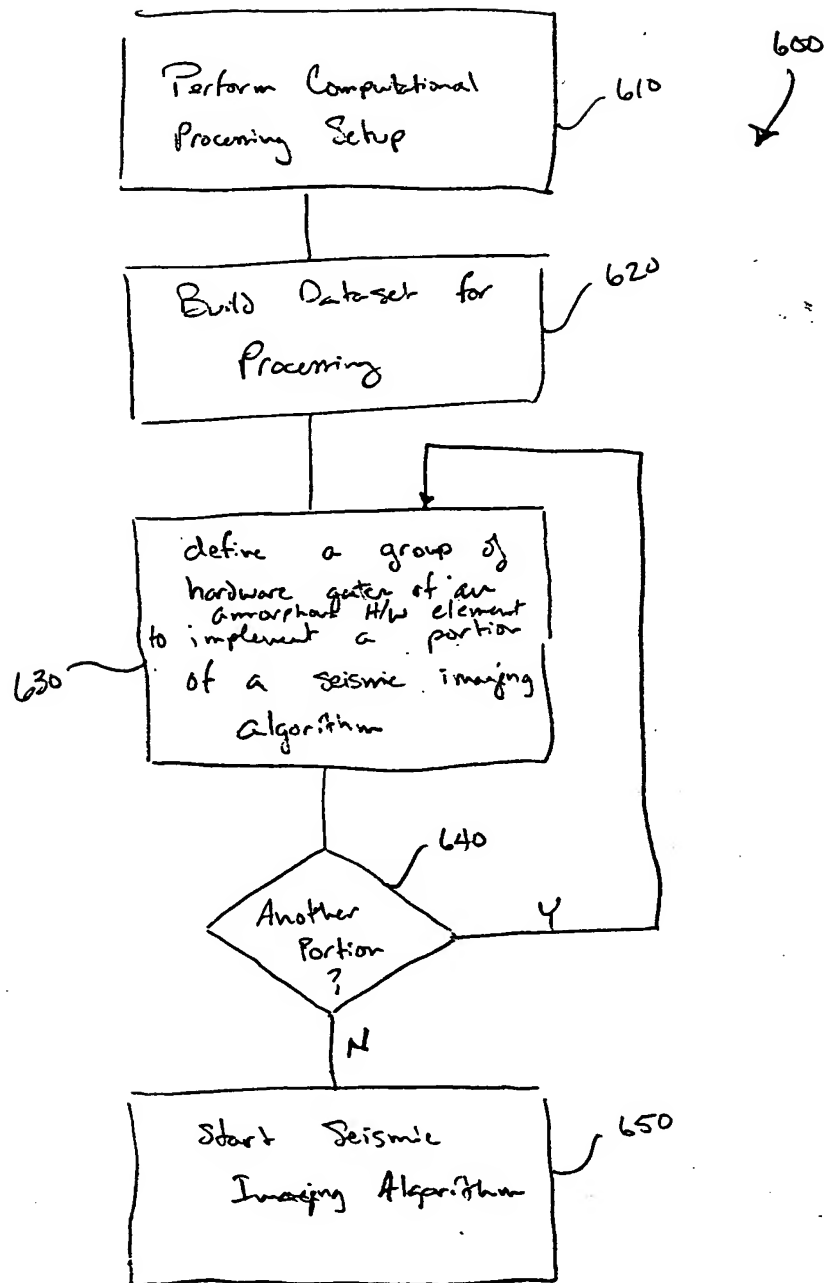 600
Perform Computational
Processing Setup
610
Build Dataset for
Processing
620
define a group of
hardware gates of an
amorphous H/W element
to implement a portion
of a seismic imaging
algorithm
630
640
Another
Portion
?
Y
N
Start Seismic
Imaging Algorithm
650